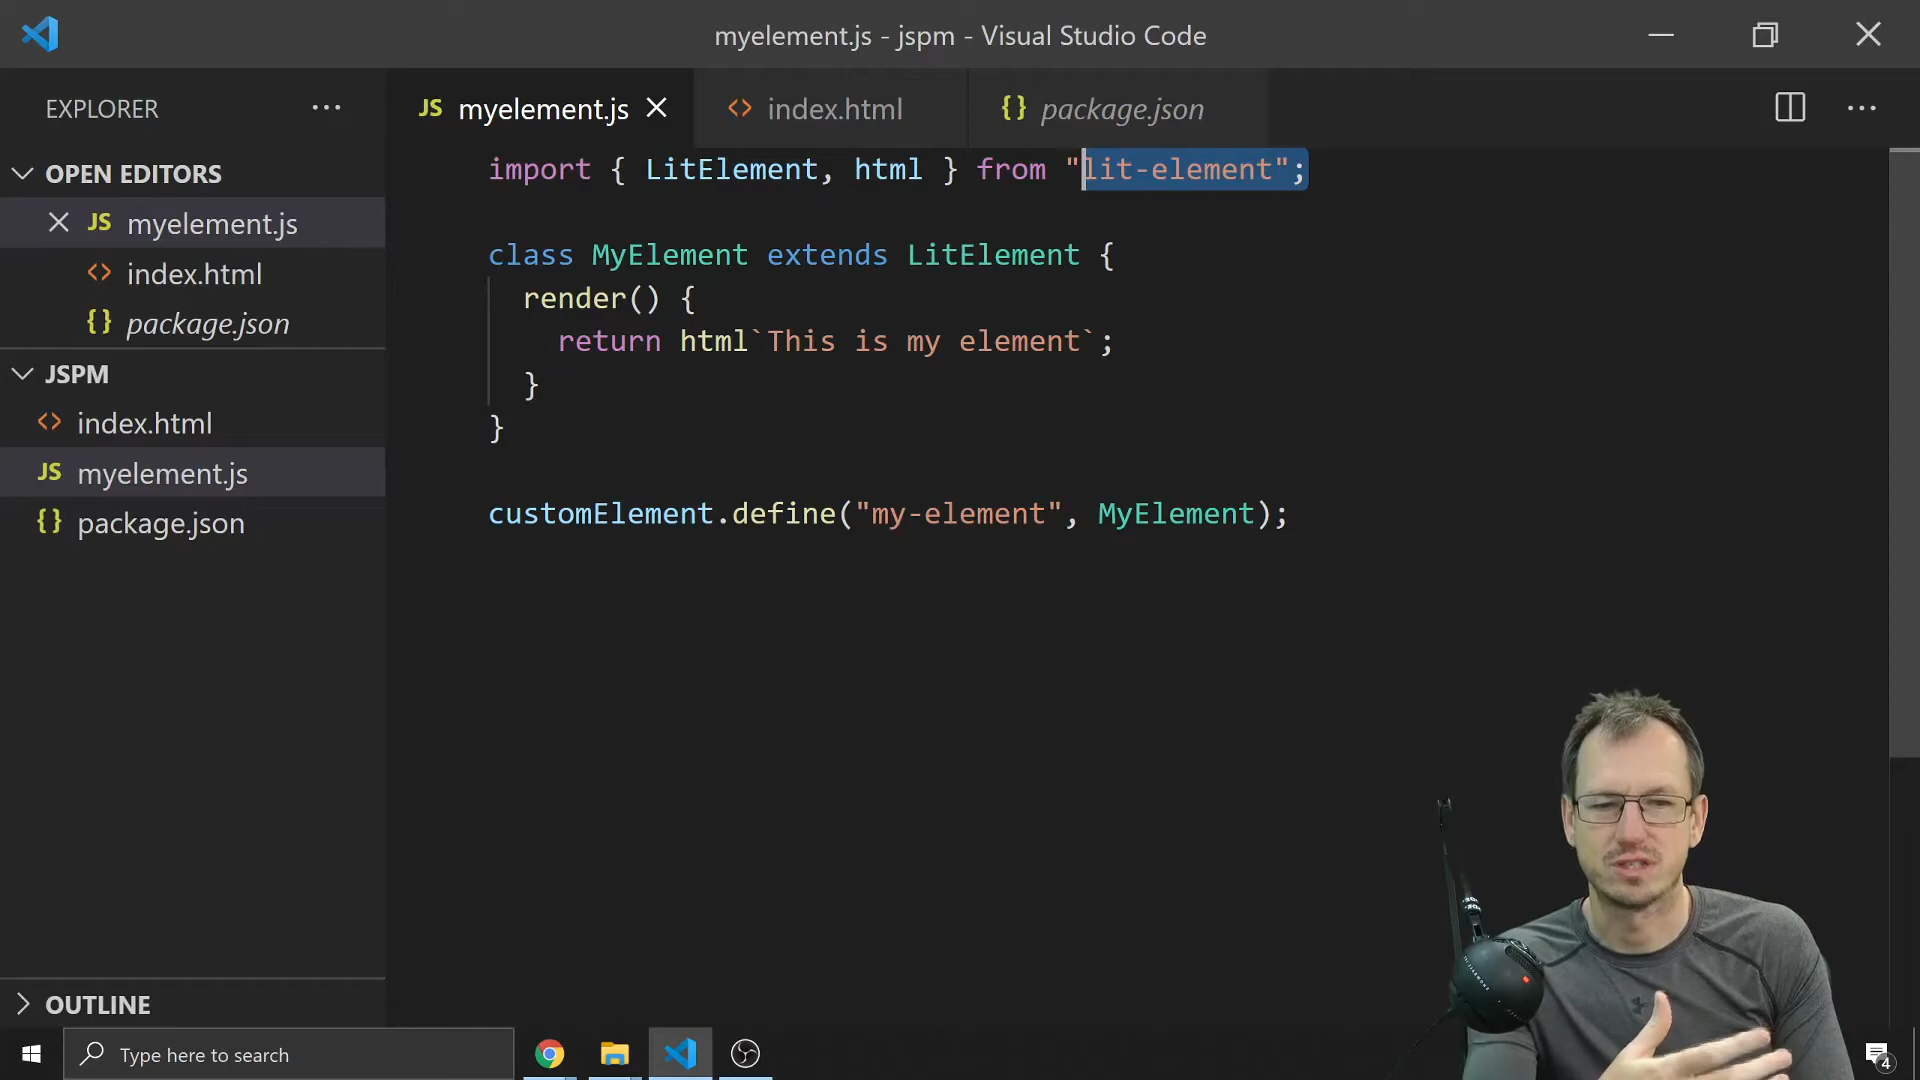 myelement.js - jspm - Visual Studio Code
EXPLORER
JS myelement.js
index.html
{} package.json
OPEN EDITORS
JS myelement.js
index.html
{} package.json
JSPM
index.html
JS myelement.js
{} package.json
OUTLINE
import { LitElement, html } from "lit-element";
class MyElement extends LitElement {
render() {
return html`This is my element`;
}
}
customElement.define("my-element", MyElement);
Type here to search
4